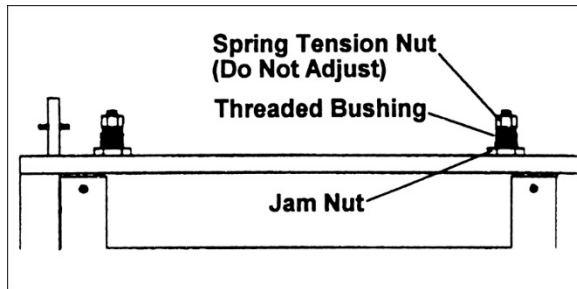 Spring Tension Nut
(Do Not Adjust)
Threaded Bushing
Jam Nut